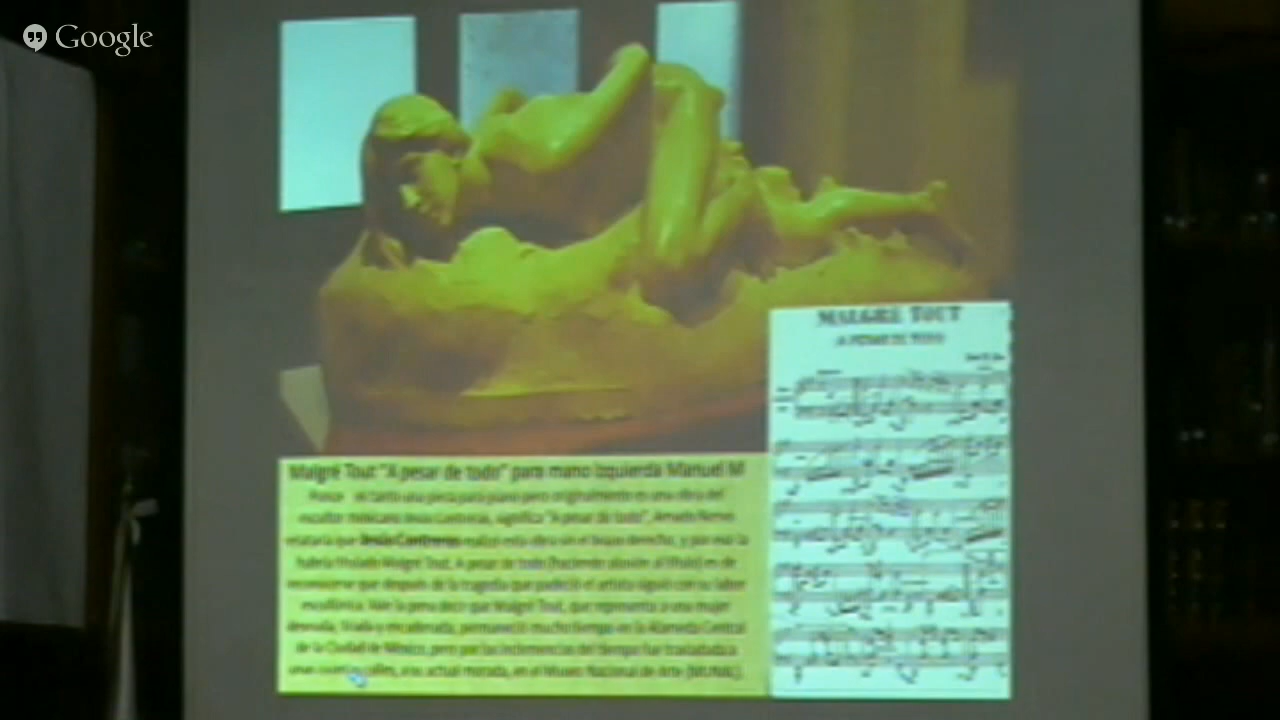 Google
MALGRÉ TOUT
A PESAR DE TODO
Malgré Tout "A pesar de todo" para mano izquierda Manuel M
Ponce es tanto una pieza para piano pero originalmente es una obra del
escultor mexicano Jesús Contreras, significa "A pesar de todo", Amado Nervo
relataría que Jesús Contreras realizó esta obra sin el brazo derecho, y por eso la
habría titulado Malgré Tout, A pesar de todo (haciendo alusión al título) es de
reconocerse que después de la tragedia que padeció el artista siguió con su labor
escultórica. Vale la pena decir que Malgré Tout, que representa a una mujer
desnuda, tirada y encadenada, permaneció mucho tiempo en la Alameda Central
de la Ciudad de México, pero por las inclemencias del tiempo fue trasladada a
unas cuantas calles, a su actual morada, en el Museo Nacional de Arte (MUNAL).